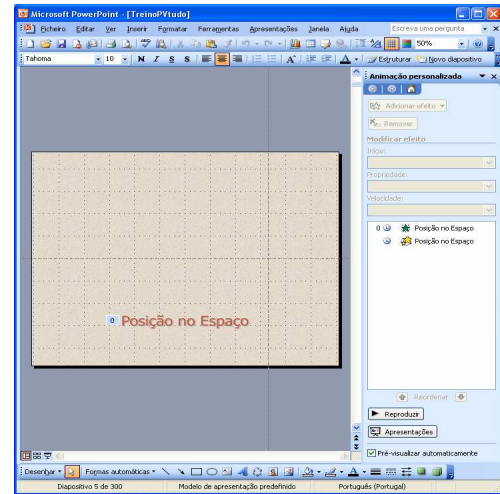 Microsoft PowerPoint - [TreinoPVtudo]
Ficheiro Editar Ver Inserir Formatar Ferramentas Apresentações Janela Ajuda Escreva uma pergunta
50%
Tahoma 10 N I S S Estruturar Novo diapositivo
Animação personalizada
Adicionar efeito
Remover
Modificar efeito
Início:
Propriedade:
Velocidade:
0 Posição no Espaço
Posição no Espaço
0 Posição no Espaço
Reordenar
Reproduzir
Apresentações
Pré-visualizar automaticamente
Desenhar Formas automáticas
Diapositivo 5 de 300 Modelo de apresentação predefinido Português (Portugal)